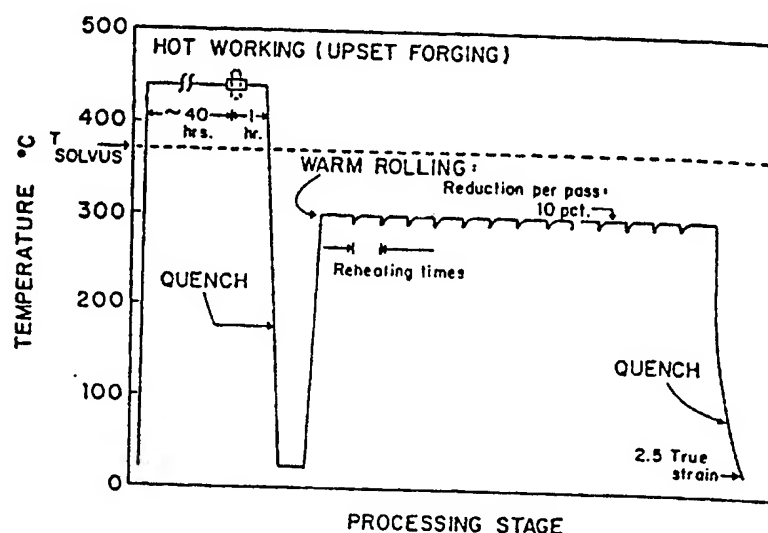 500
HOT WORKING (UPSET FORGING)
~40
hrs.
1
hr.
400
T
SOLVUS
WARM ROLLING:
Reduction per pass:
10 pct.
300
Reheating times
QUENCH
200
QUENCH
100
2.5 True
strain
0
TEMPERATURE °C
PROCESSING STAGE